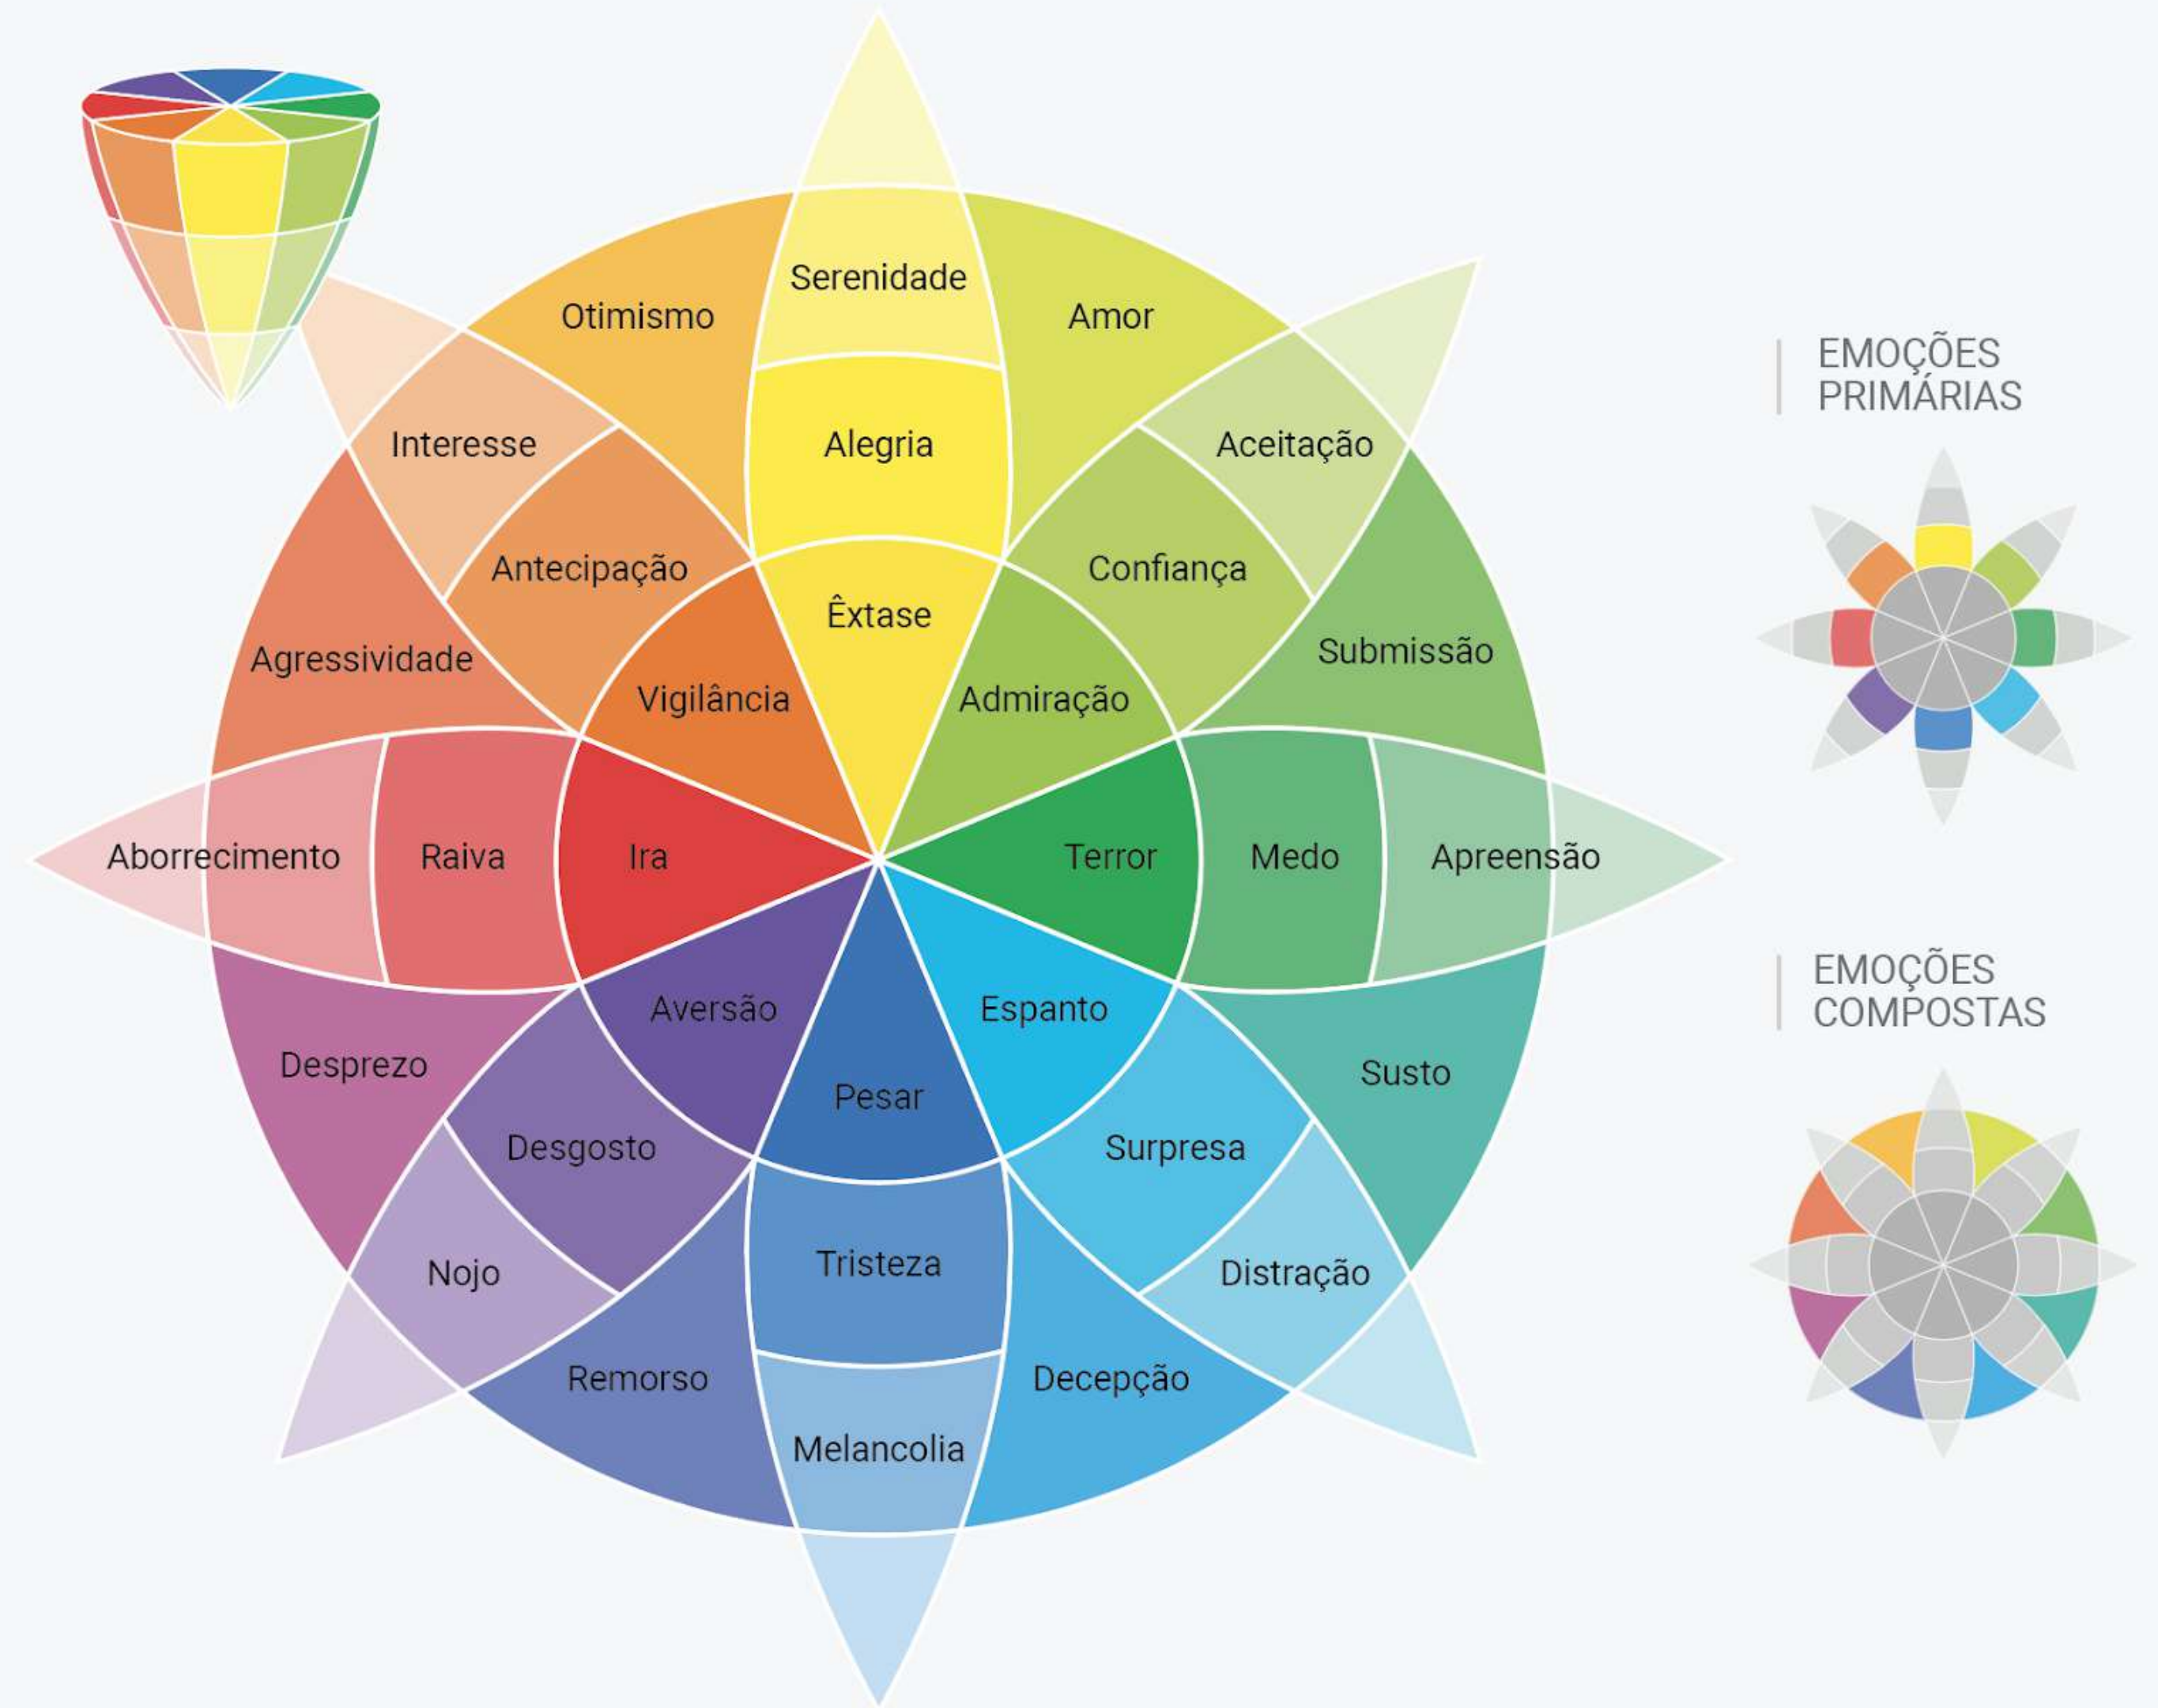 Serenidade
Otimismo
Amor
Interesse
Alegria
Aceitação
Antecipação
Confiança
Êxtase
Agressividade
Submissão
Vigilância
Admiração
Aborrecimento
Raiva
Ira
Terror
Medo
Apreensão
Aversão
Espanto
Desprezo
Pesar
Susto
Desgosto
Surpresa
Nojo
Tristeza
Distração
Remorso
Decepção
Melancolia
EMOÇÕES
PRIMÁRIAS
EMOÇÕES
COMPOSTAS